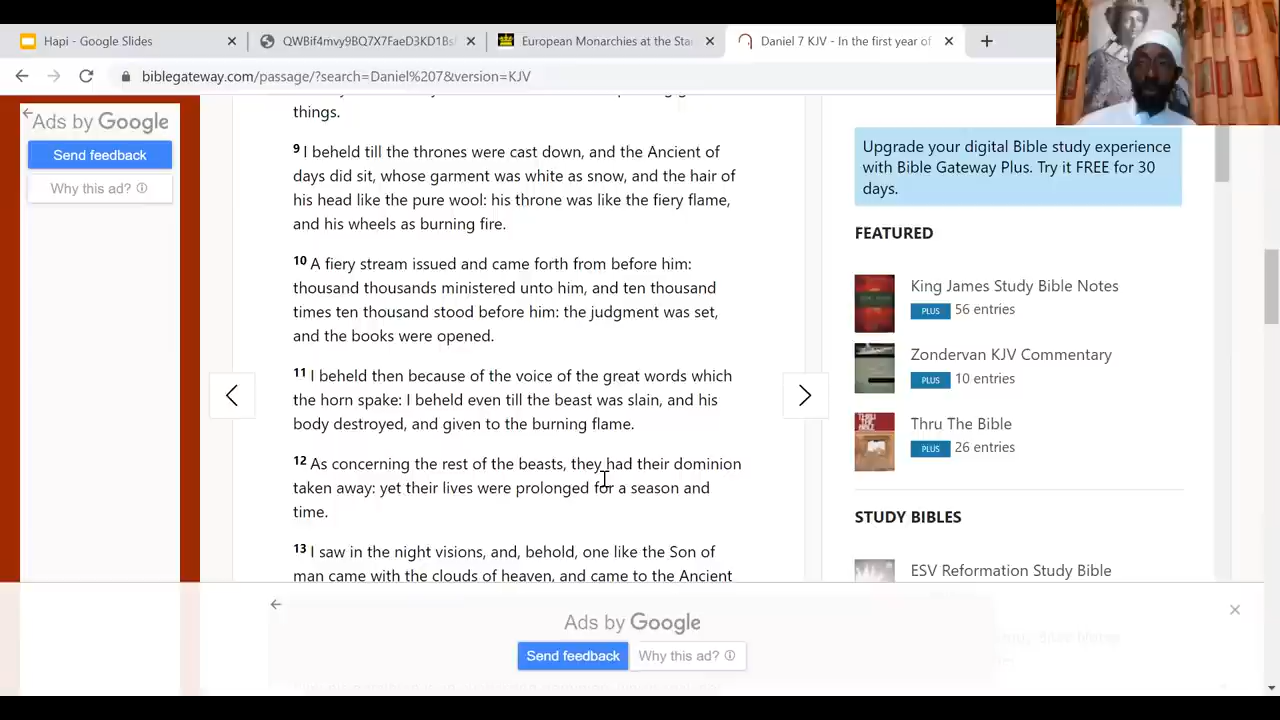 Hapi - Google Slides
QWBif4mvy9BQ7X7FaeD3KD1Bs
European Monarchies at the Sta
Daniel 7 KJV - In the first year of
biblegateway.com/passage/?search=Daniel%207&version=KJV
Ads by Google
Send feedback
Why this ad?
things.
9 I beheld till the thrones were cast down, and the Ancient of
days did sit, whose garment was white as snow, and the hair of
his head like the pure wool: his throne was like the fiery flame,
and his wheels as burning fire.
10 A fiery stream issued and came forth from before him:
thousand thousands ministered unto him, and ten thousand
times ten thousand stood before him: the judgment was set,
and the books were opened.
11 I beheld then because of the voice of the great words which
the horn spake: I beheld even till the beast was slain, and his
body destroyed, and given to the burning flame.
12 As concerning the rest of the beasts, they had their dominion
taken away: yet their lives were prolonged for a season and
time.
13 I saw in the night visions, and, behold, one like the Son of
man came with the clouds of heaven, and came to the Ancient
Upgrade your digital Bible study experience
with Bible Gateway Plus. Try it FREE for 30
days.
FEATURED
King James Study Bible Notes
PLUS 56 entries
Zondervan KJV Commentary
PLUS 10 entries
Thru The Bible
PLUS 26 entries
STUDY BIBLES
ESV Reformation Study Bible
Ads by Google
Send feedback
Why this ad?